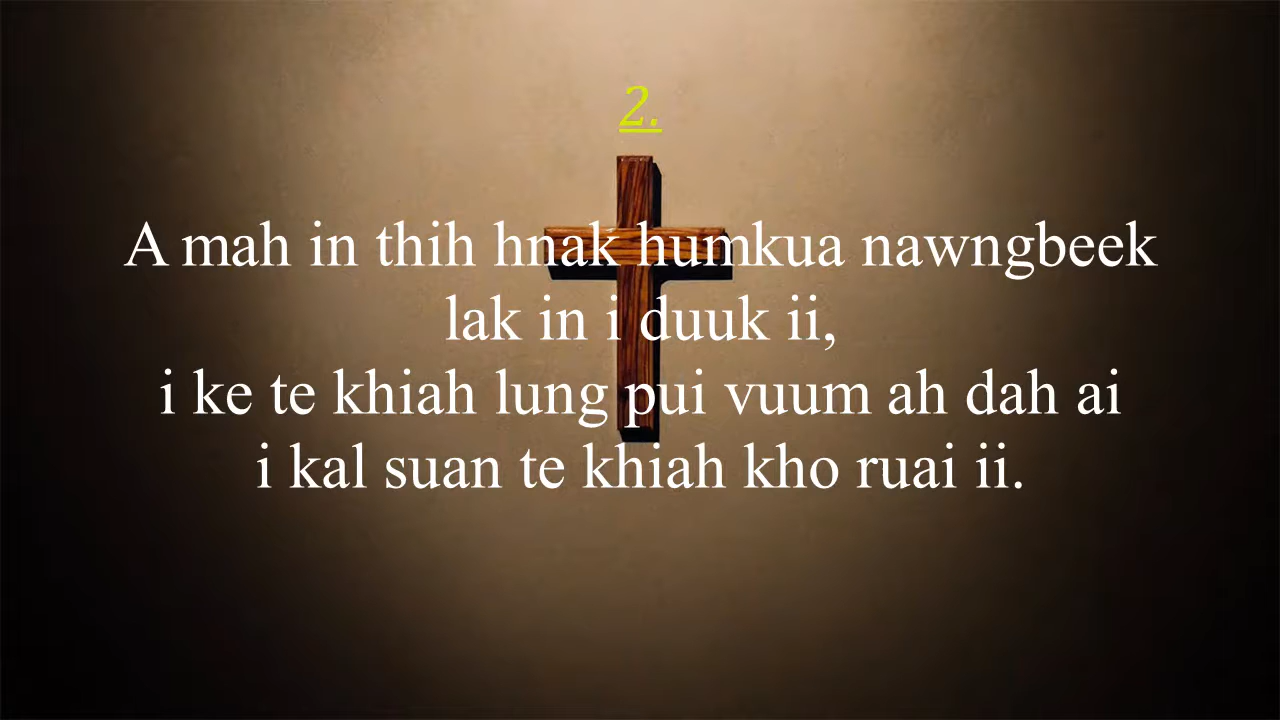 2.
A mah in thih hnak humkua nawngbeek
lak in i duuk ii,
i ke te khiah lung pui vuum ah dah ai
i kal suan te khiah kho ruai ii.